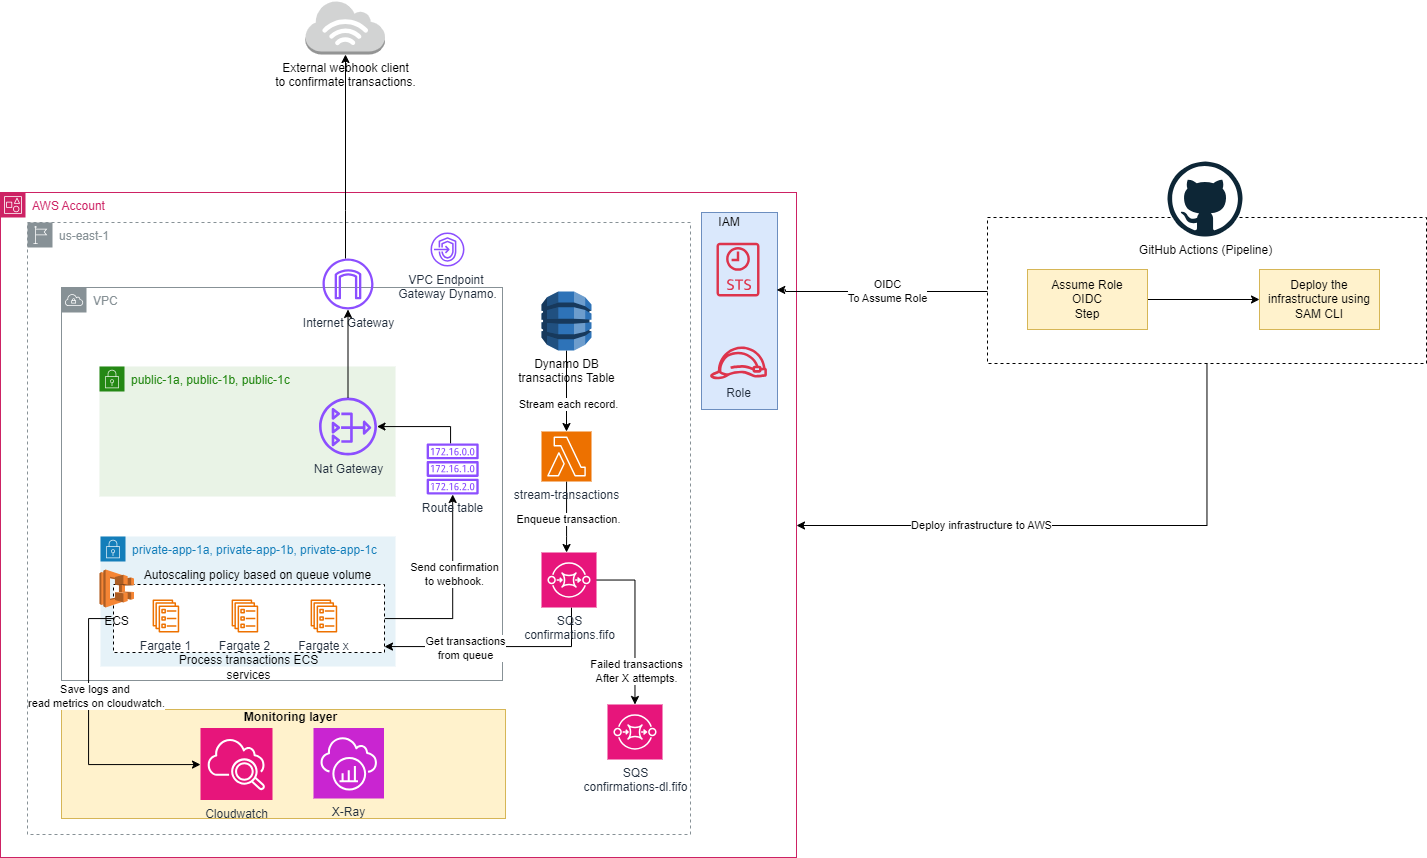 External webhook client
to confirmate transactions.
AWS Account
us-east-1
VPC Endpoint
Gateway Dynamo.
VPC
Internet Gateway
public-1a, public-1b, public-1c
Nat Gateway
172.16.0.0
172.16.1.0
172.16.2.0
Route table
private-app-1a, private-app-1b, private-app-1c
Autoscaling policy based on queue volume
ECS
Fargate 1
Fargate 2
Fargate x
Process transactions ECS
services
Send confirmation
to webhook.
Get transactions
from queue
Save logs and
read metrics on cloudwatch.
Monitoring layer
Cloudwatch
X-Ray
Dynamo DB
transactions Table
Stream each record.
stream-transactions
Enqueue transaction.
SQS
confirmations.fifo
Failed transactions
After X attempts.
SQS
confirmations-dl.fifo
IAM
STS
Role
OIDC
To Assume Role
GitHub Actions (Pipeline)
Assume Role
OIDC
Step
Deploy the
infrastructure using
SAM CLI
Deploy infrastructure to AWS